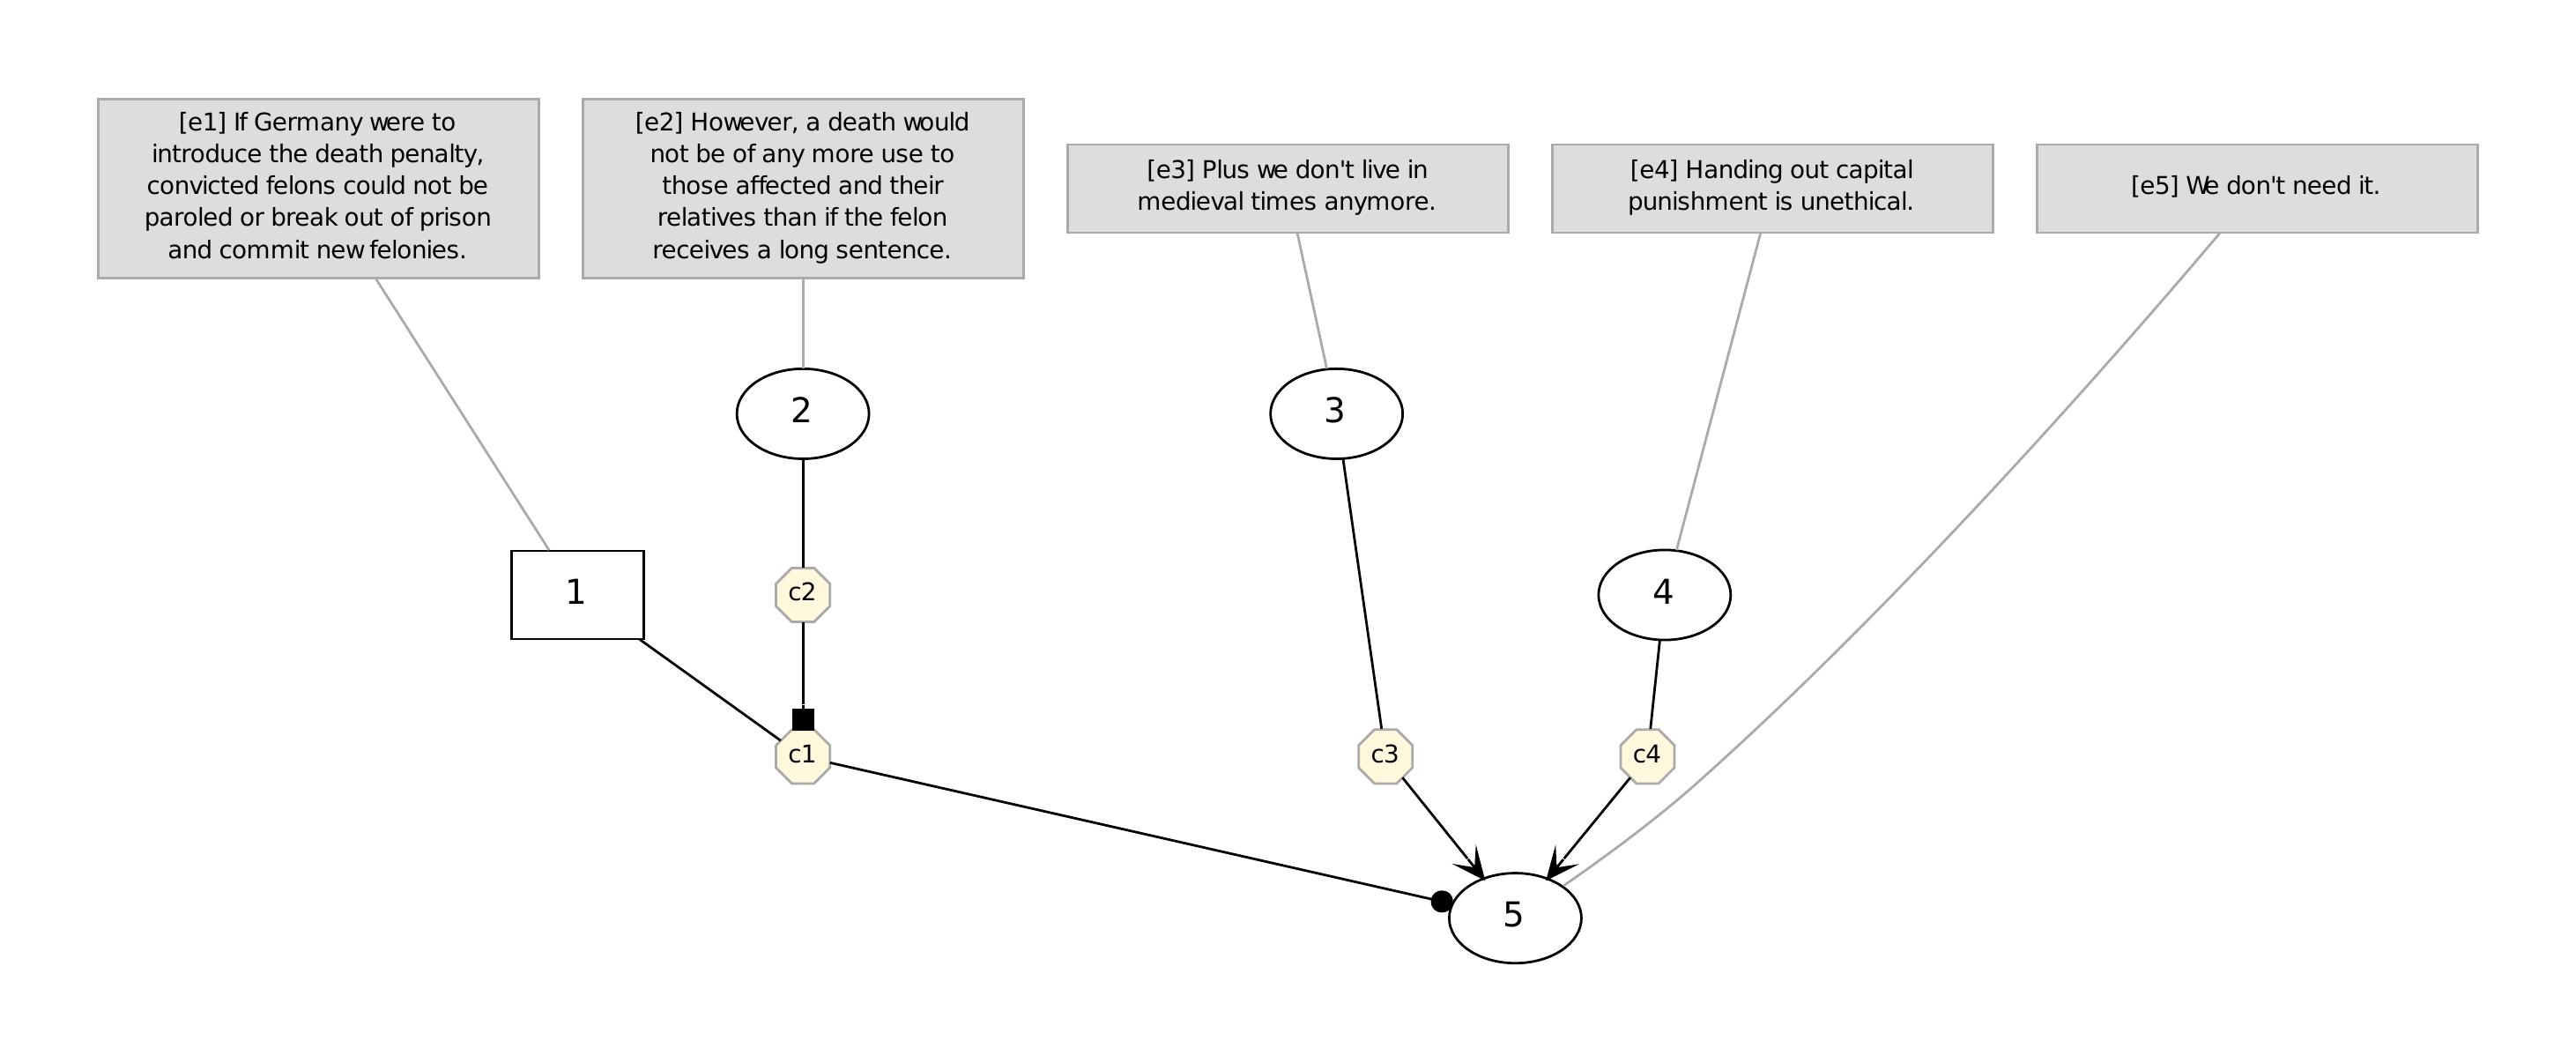 [e1] If Germany were to
introduce the death penalty,
convicted felons could not be
paroled or break out of prison
and commit new felonies.
[e2] However, a death would
not be of any more use to
those affected and their
relatives than if the felon
receives a long sentence.
[e3] Plus we don't live in
medieval times anymore.
[e4] Handing out capital
punishment is unethical.
[e5] We don't need it.
2
3
1
c2
4
c1
c3
c4
5